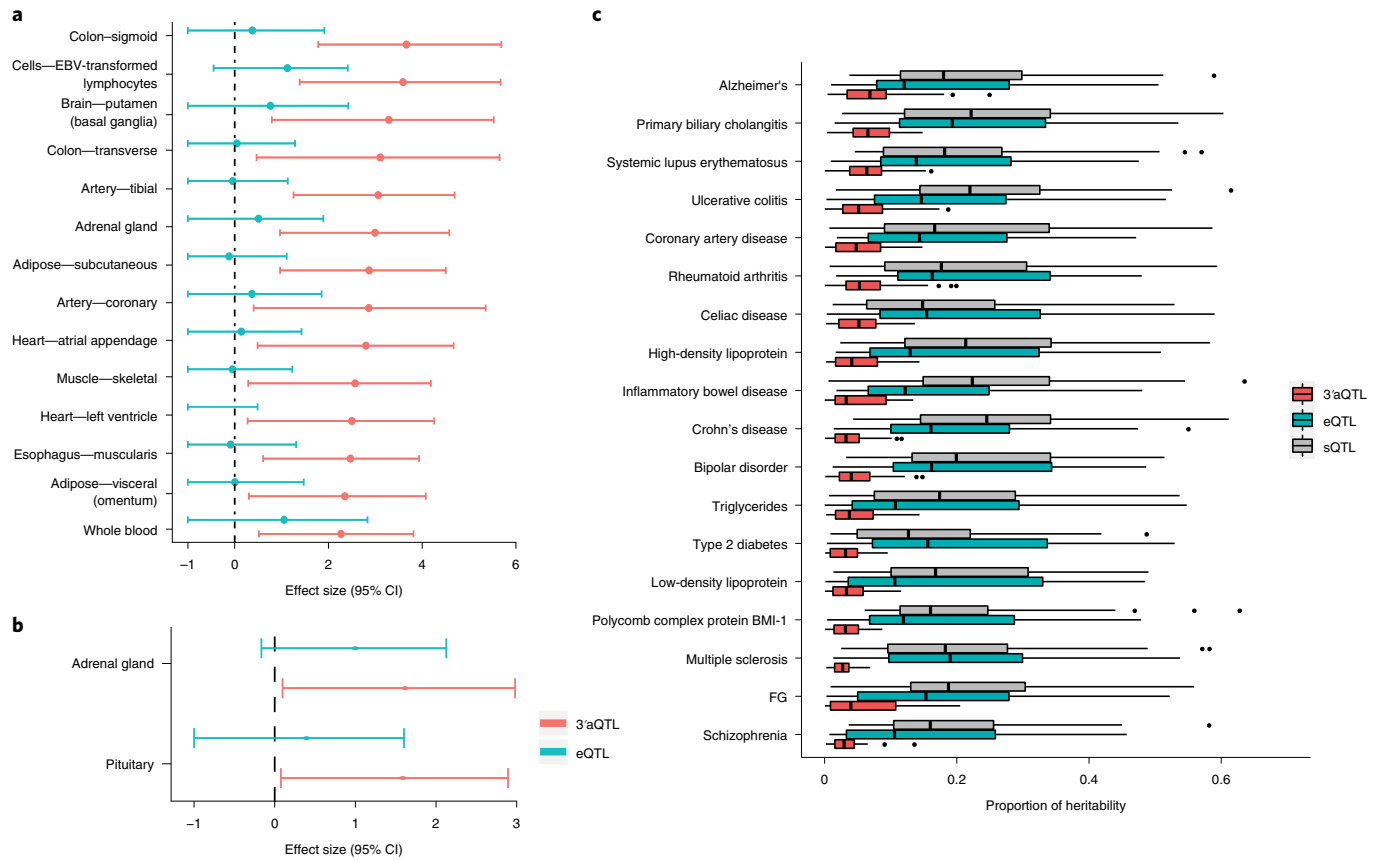 a
Colon–sigmoid
Cells—EBV-transformed
lymphocytes
Brain—putamen
(basal ganglia)
Colon—transverse
Artery—tibial
Adrenal gland
Adipose—subcutaneous
Artery—coronary
Heart—atrial appendage
Muscle—skeletal
Heart—left ventricle
Esophagus—muscularis
Adipose—visceral
(omentum)
Whole blood
−1 0 2 4 6
Effect size (95% CI)
b
Adrenal gland
Pituitary
−1 0 1 2 3
Effect size (95% CI)
3′aQTL
eQTL
c
Alzheimer's
Primary biliary cholangitis
Systemic lupus erythematosus
Ulcerative colitis
Coronary artery disease
Rheumatoid arthritis
Celiac disease
High-density lipoprotein
Inflammatory bowel disease
Crohn’s disease
Bipolar disorder
Triglycerides
Type 2 diabetes
Low-density lipoprotein
Polycomb complex protein BMI-1
Multiple sclerosis
FG
Schizophrenia
0 0.2 0.4 0.6
Proportion of heritability
3′aQTL
eQTL
sQTL